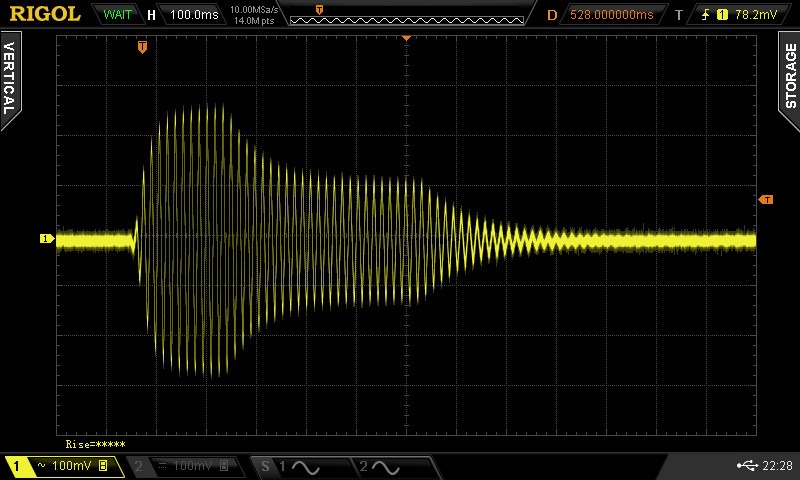 RIGOL WAIT H 100.0ms 10.00MSa/s D 528.000000ms T 1 78.2mV
14.0M pts
T
T
VERTICAL
STORAGE
T
1
Rise=*****
1 ~ 100mV B 2 100mV B S 1 2 22:28